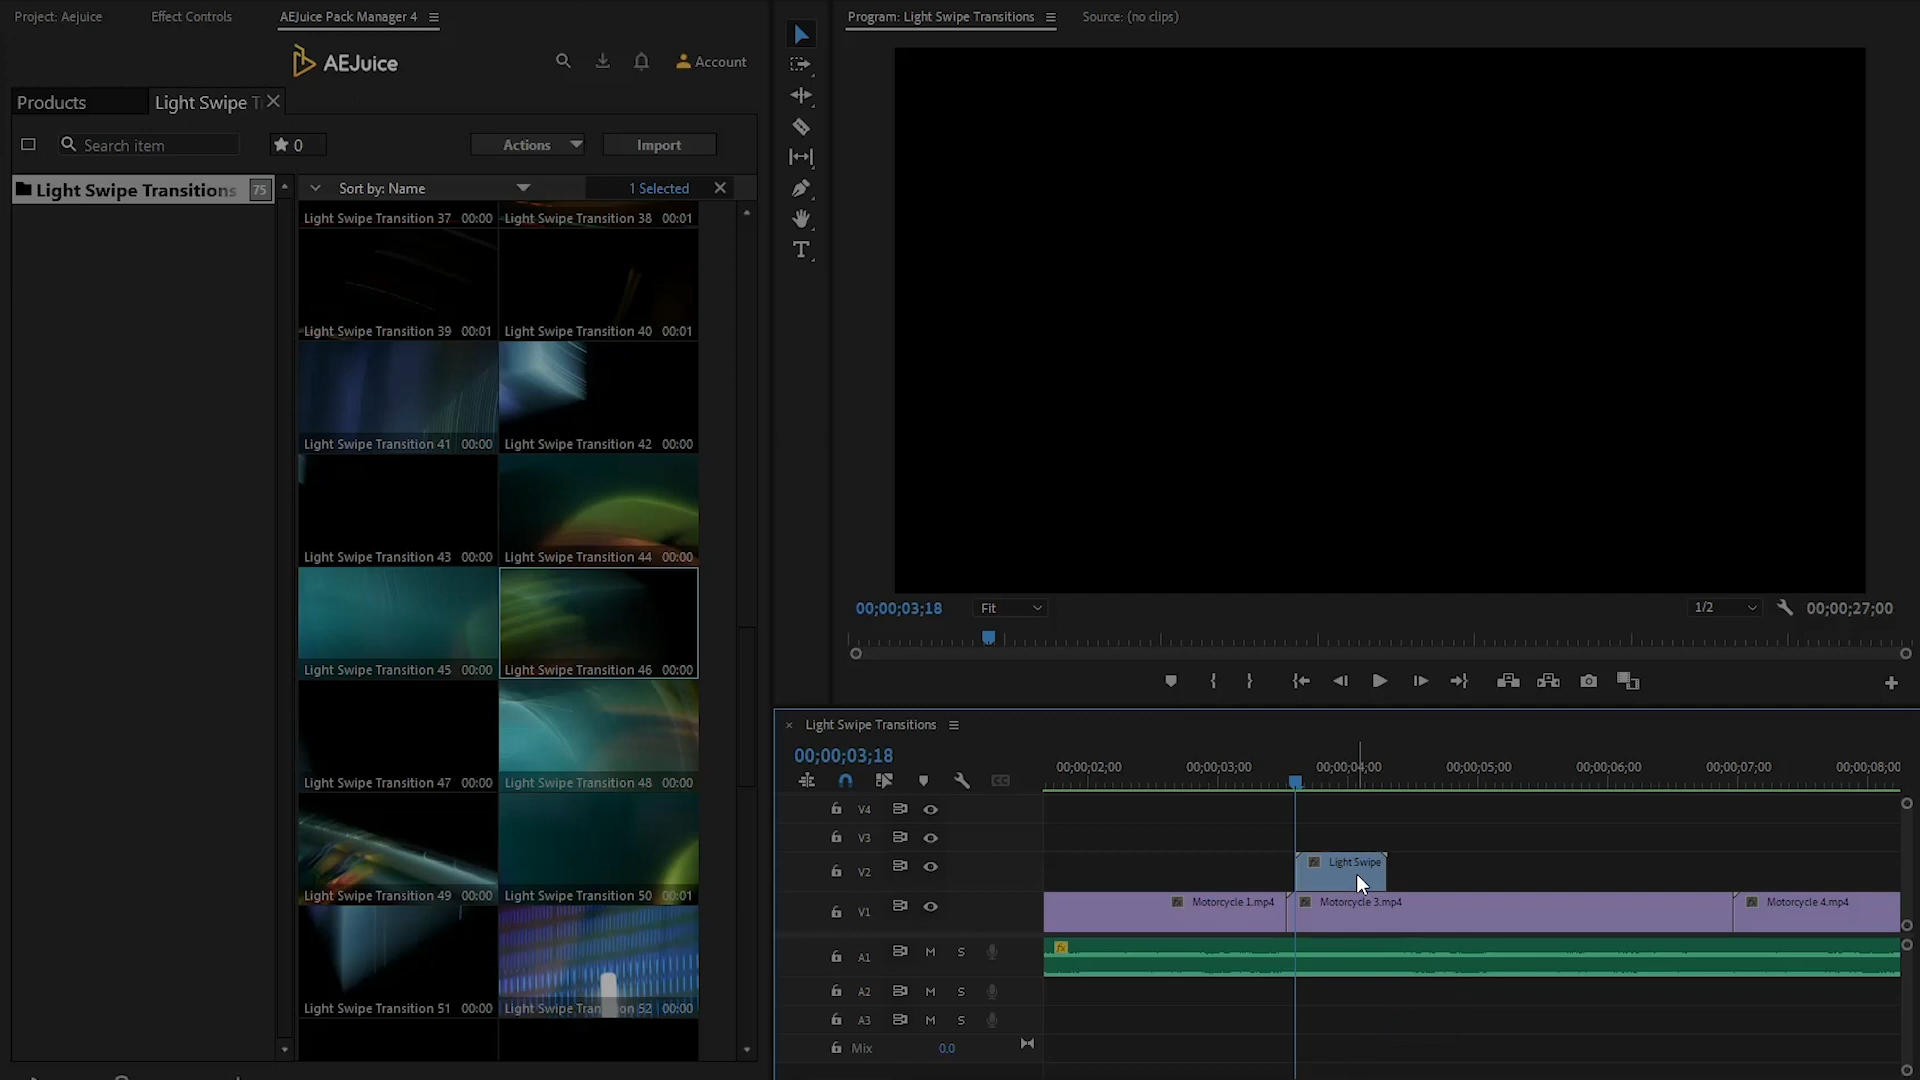 Project: Aejuice
Effect Controls
AEJuice Pack Manager 4
Program: Light Swipe Transitions
Source: (no clips)
AEJuice
Account
Products
Light Swipe T
Search item
0
Actions
Import
Light Swipe Transitions 75
Sort by: Name
1 Selected
Light Swipe Transition 37 00:00
Light Swipe Transition 38 00:01
Light Swipe Transition 39 00:01
Light Swipe Transition 40 00:01
Light Swipe Transition 41 00:00
Light Swipe Transition 42 00:00
Light Swipe Transition 43 00:00
Light Swipe Transition 44 00:00
Light Swipe Transition 45 00:00
Light Swipe Transition 46 00:00
Light Swipe Transition 47 00:00
Light Swipe Transition 48 00:00
Light Swipe Transition 49 00:00
Light Swipe Transition 50 00:01
Light Swipe Transition 51 00:00
Light Swipe Transition 52 00:00
T
00;00;03;18
Fit
1/2
00;00;27;00
Light Swipe Transitions
00;00;03;18
CC
00;00;02;00
00;00;03;00
00;00;04;00
00;00;05;00
00;00;06;00
00;00;07;00
00;00;08;00
V4
V3
V2
Light Swipe
V1
Motorcycle 1.mp4
Motorcycle 3.mp4
Motorcycle 4.mp4
A1 M S
fx
A2 M S
A3 M S
Mix 0.0